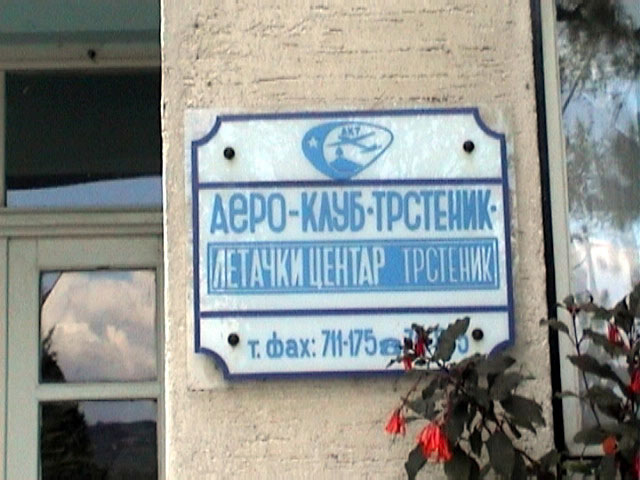 АКТ
АЕРО-КЛУБ·ТРСТЕНИК·
ЛЕТАЧКИ ЦЕНТАР ТРСТЕНИК
т. фах: 711-175